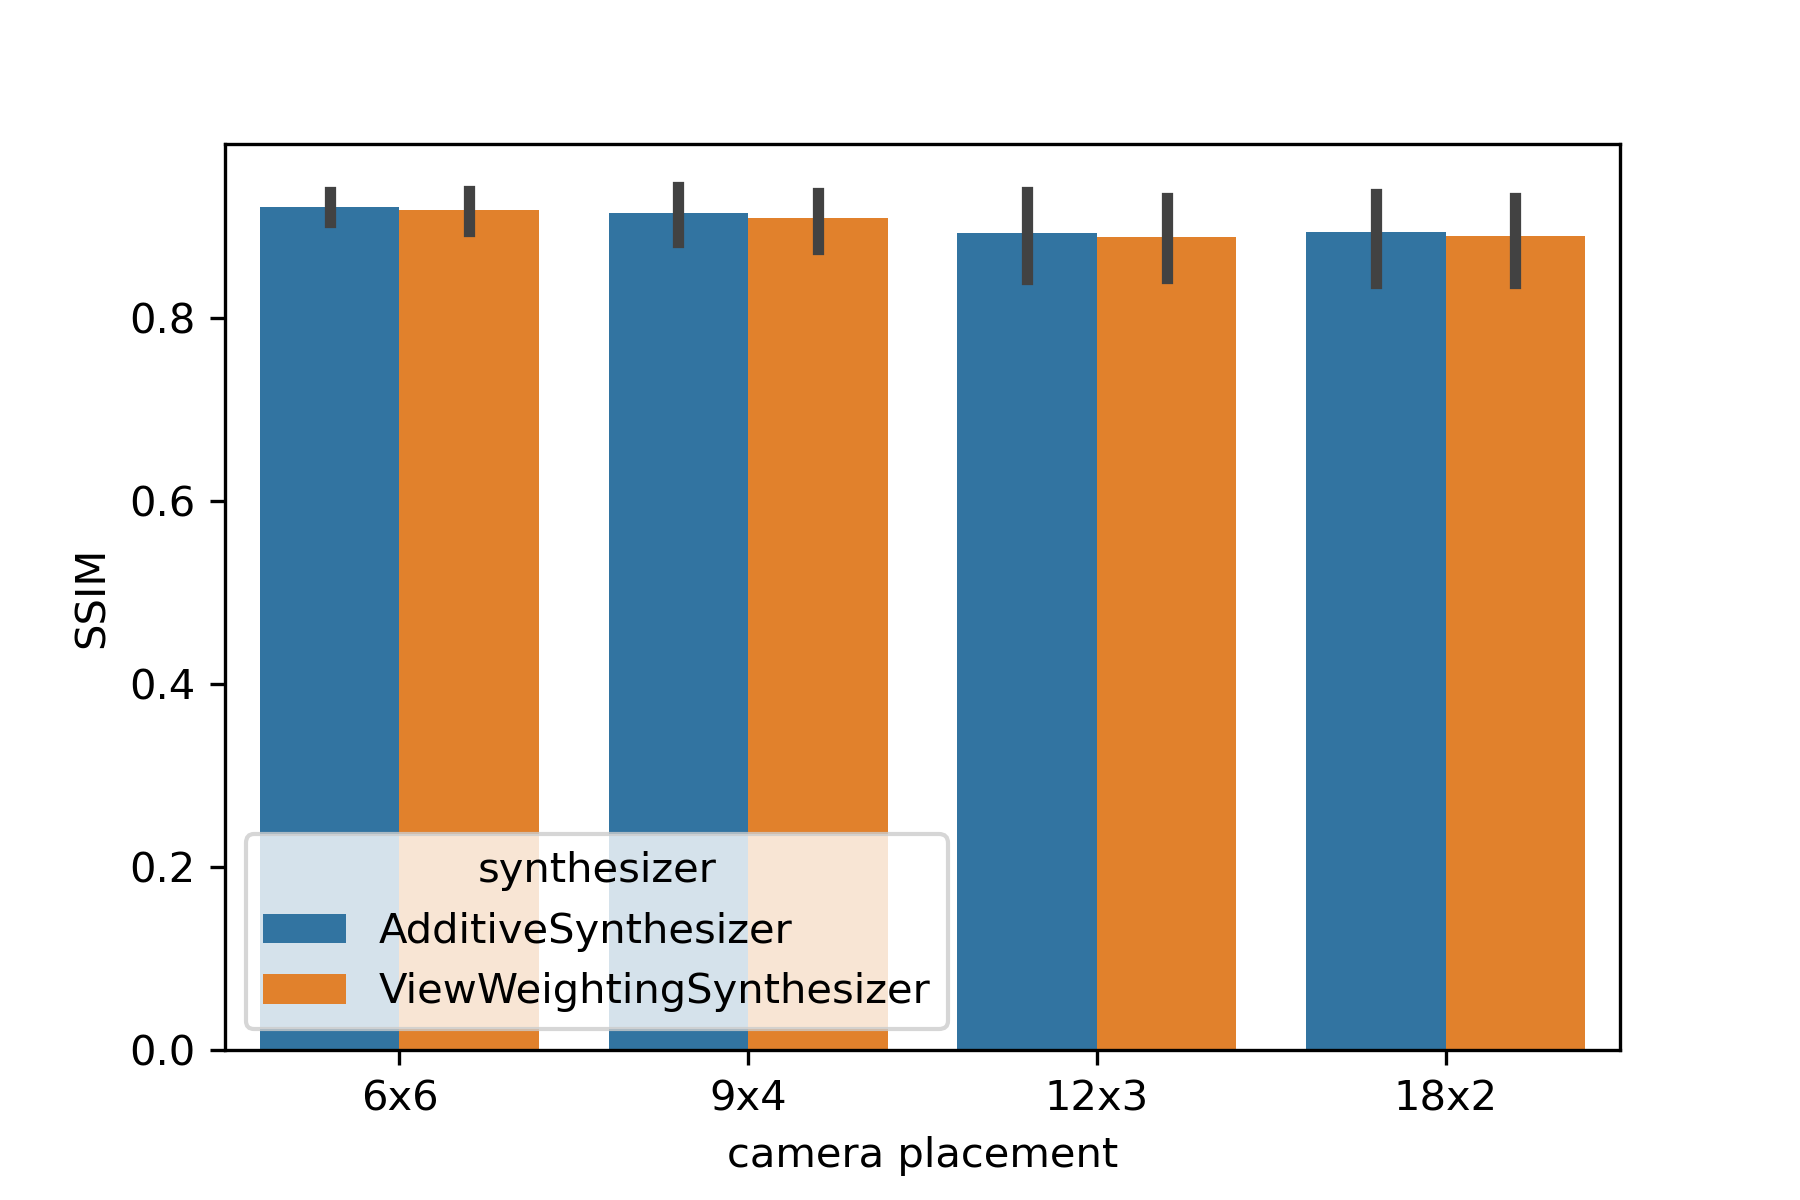 SSIM
0.8
0.6
0.4
0.2
0.0
synthesizer
AdditiveSynthesizer
ViewWeightingSynthesizer
6x6 9x4 12x3 18x2
camera placement